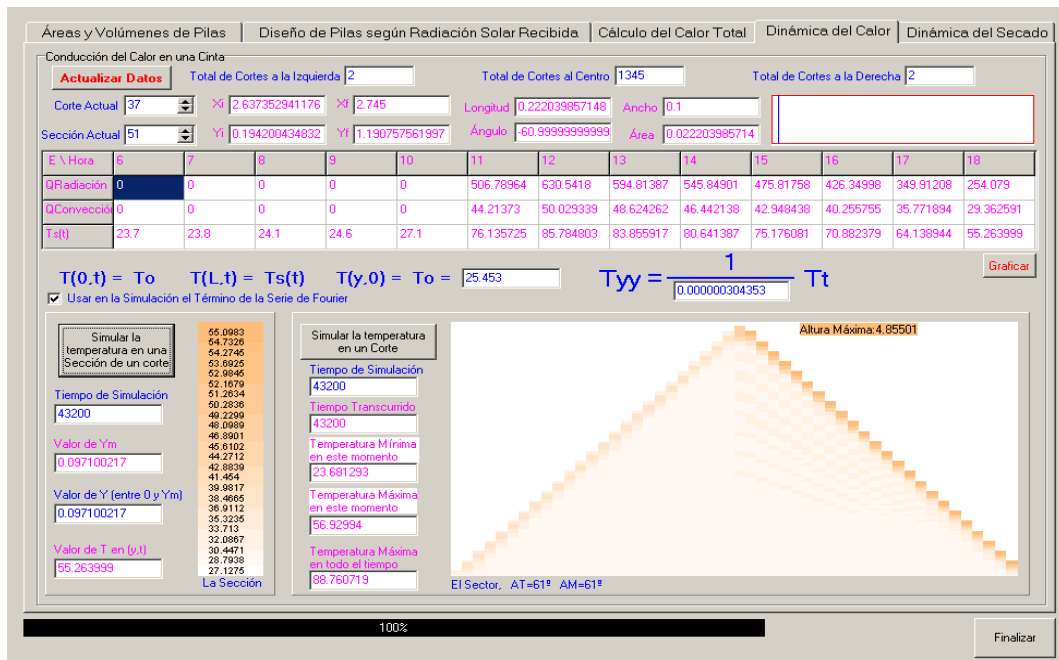 Áreas y Volúmenes de Pilas
Diseño de Pilas según Radiación Solar Recibida
Cálculo del Calor Total
Dinámica del Calor
Dinámica del Secado
Conducción del Calor en una Cinta
Actualizar Datos
Total de Cortes a la Izquierda 2
Total de Cortes al Centro 1345
Total de Cortes a la Derecha 2
Corte Actual 37
Xi 2.637352941176
Xf 2.745
Longitud 0.222039857148
Ancho 0.1
Sección Actual 51
Yi 0.194200434832
Yf 1.190757561997
Ángulo -60.99999999999
Área 0.022203985714
E \ Hora 6 7 8 9 10 11 12 13 14 15 16 17 18
QRadiación 0 0 0 0 0 506.78964 630.5418 594.81387 545.84901 475.81758 426.34998 349.91208 254.079
QConvecció 0 0 0 0 0 44.21373 50.029339 48.624262 46.442138 42.948438 40.255755 35.771894 29.362591
Ts(t) 23.7 23.8 24.1 24.6 27.1 76.135725 85.784803 83.855917 80.641387 75.176081 70.882379 64.138944 55.263999
T(0,t) = To T(L,t) = Ts(t) T(y,0) = To = 25.453
Tyy = 1 0.000000304353 Tt
Graficar
Usar en la Simulación el Término de la Serie de Fourier
Simular la
temperatura en una
Sección de un corte
Tiempo de Simulación
43200
Valor de Ym
0.097100217
Valor de Y (entre 0 y Ym)
0.097100217
Valor de T en (y,t)
55.263999
55.0983
54.7326
54.2745
53.6925
52.9845
52.1679
51.2634
50.2836
49.2299
48.0989
46.8901
45.6102
44.2712
42.8839
41.454
39.9817
38.4665
36.9112
35.3235
33.713
32.0867
30.4471
28.7938
27.1275
La Sección
Simular la temperatura
en un Corte
Tiempo de Simulación
43200
Tiempo Transcurrido
43200
Temperatura Mínima
en este momento
23.681293
Temperatura Máxima
en este momento
56.92994
Temperatura Máxima
en todo el tiempo
88.760719
Altura Máxima:4.85501
El Sector, AT=61º AM=61º
100%
Finalizar